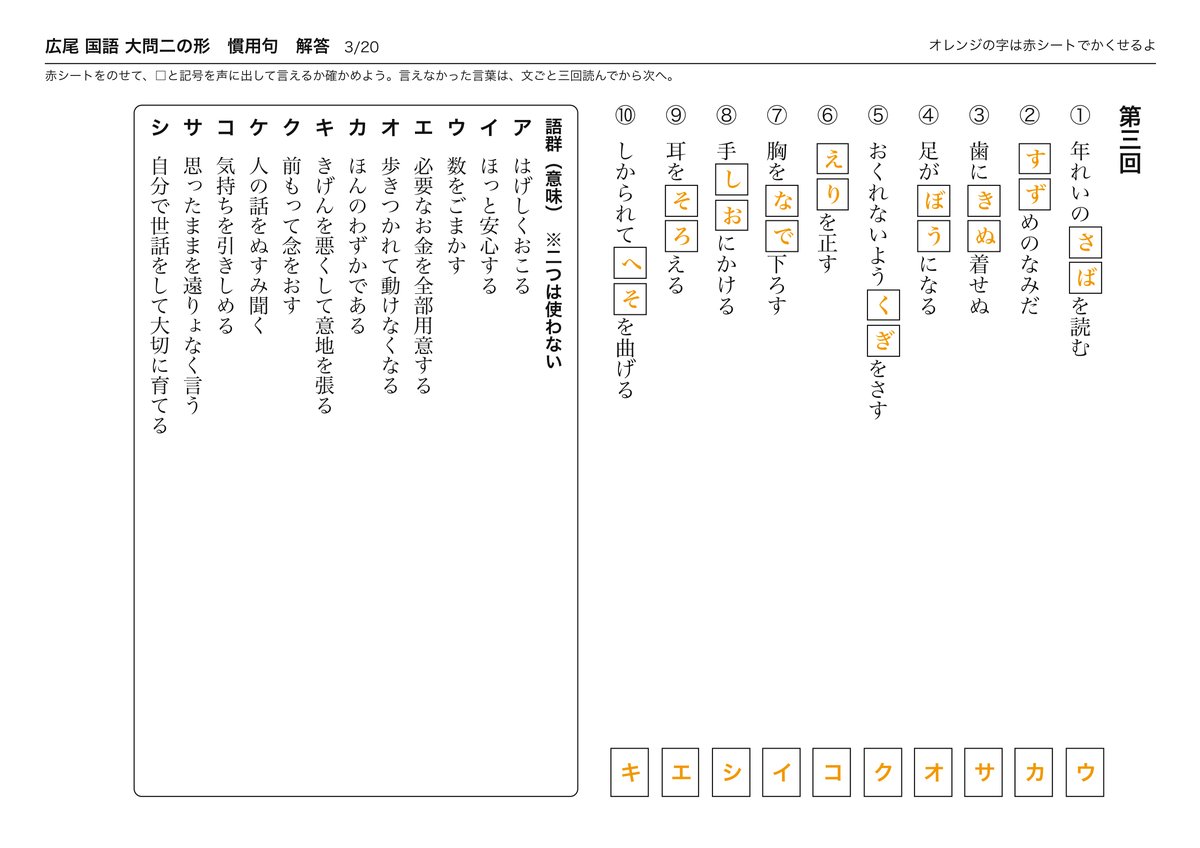 広尾 国語 大問二の形　慣用句　解答　3/20
オレンジの字は赤シートでかくせるよ
赤シートをのせて、□と記号を声に出して言えるか確かめよう。言えなかった言葉は、文ごと三回読んでから次へ。
第三回
① 年れいのさばを読む　ウ
② すずめのなみだ　カ
③ 歯にきぬ着せぬ　サ
④ 足がぼうになる　オ
⑤ おくれないようくぎをさす　ク
⑥ えりを正す　コ
⑦ 胸をなで下ろす　イ
⑧ 手しおにかける　シ
⑨ 耳をそろえる　エ
⑩ しかられてへそを曲げる　キ
語群（意味）　※二つは使わない
ア　はげしくおこる
イ　ほっと安心する
ウ　数をごまかす
エ　必要なお金を全部用意する
オ　歩きつかれて動けなくなる
カ　ほんのわずかである
キ　きげんを悪くして意地を張る
ク　前もって念をおす
ケ　人の話をぬすみ聞く
コ　気持ちを引きしめる
サ　思ったままを遠りょなく言う
シ　自分で世話をして大切に育てる